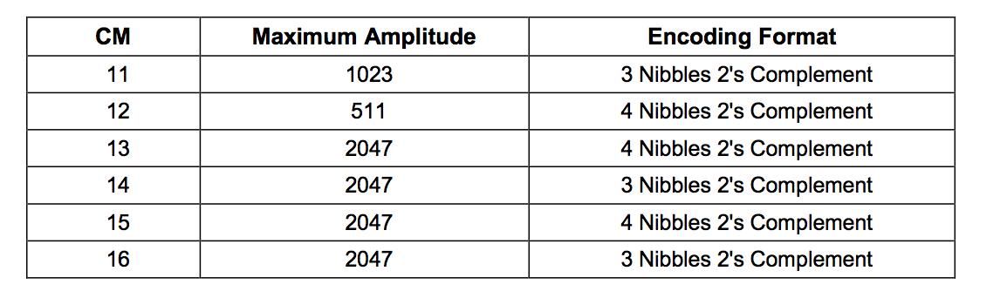 CM Maximum Amplitude Encoding Format
11 1023 3 Nibbles 2's Complement
12 511 4 Nibbles 2's Complement
13 2047 4 Nibbles 2's Complement
14 2047 3 Nibbles 2's Complement
15 2047 4 Nibbles 2's Complement
16 2047 3 Nibbles 2's Complement